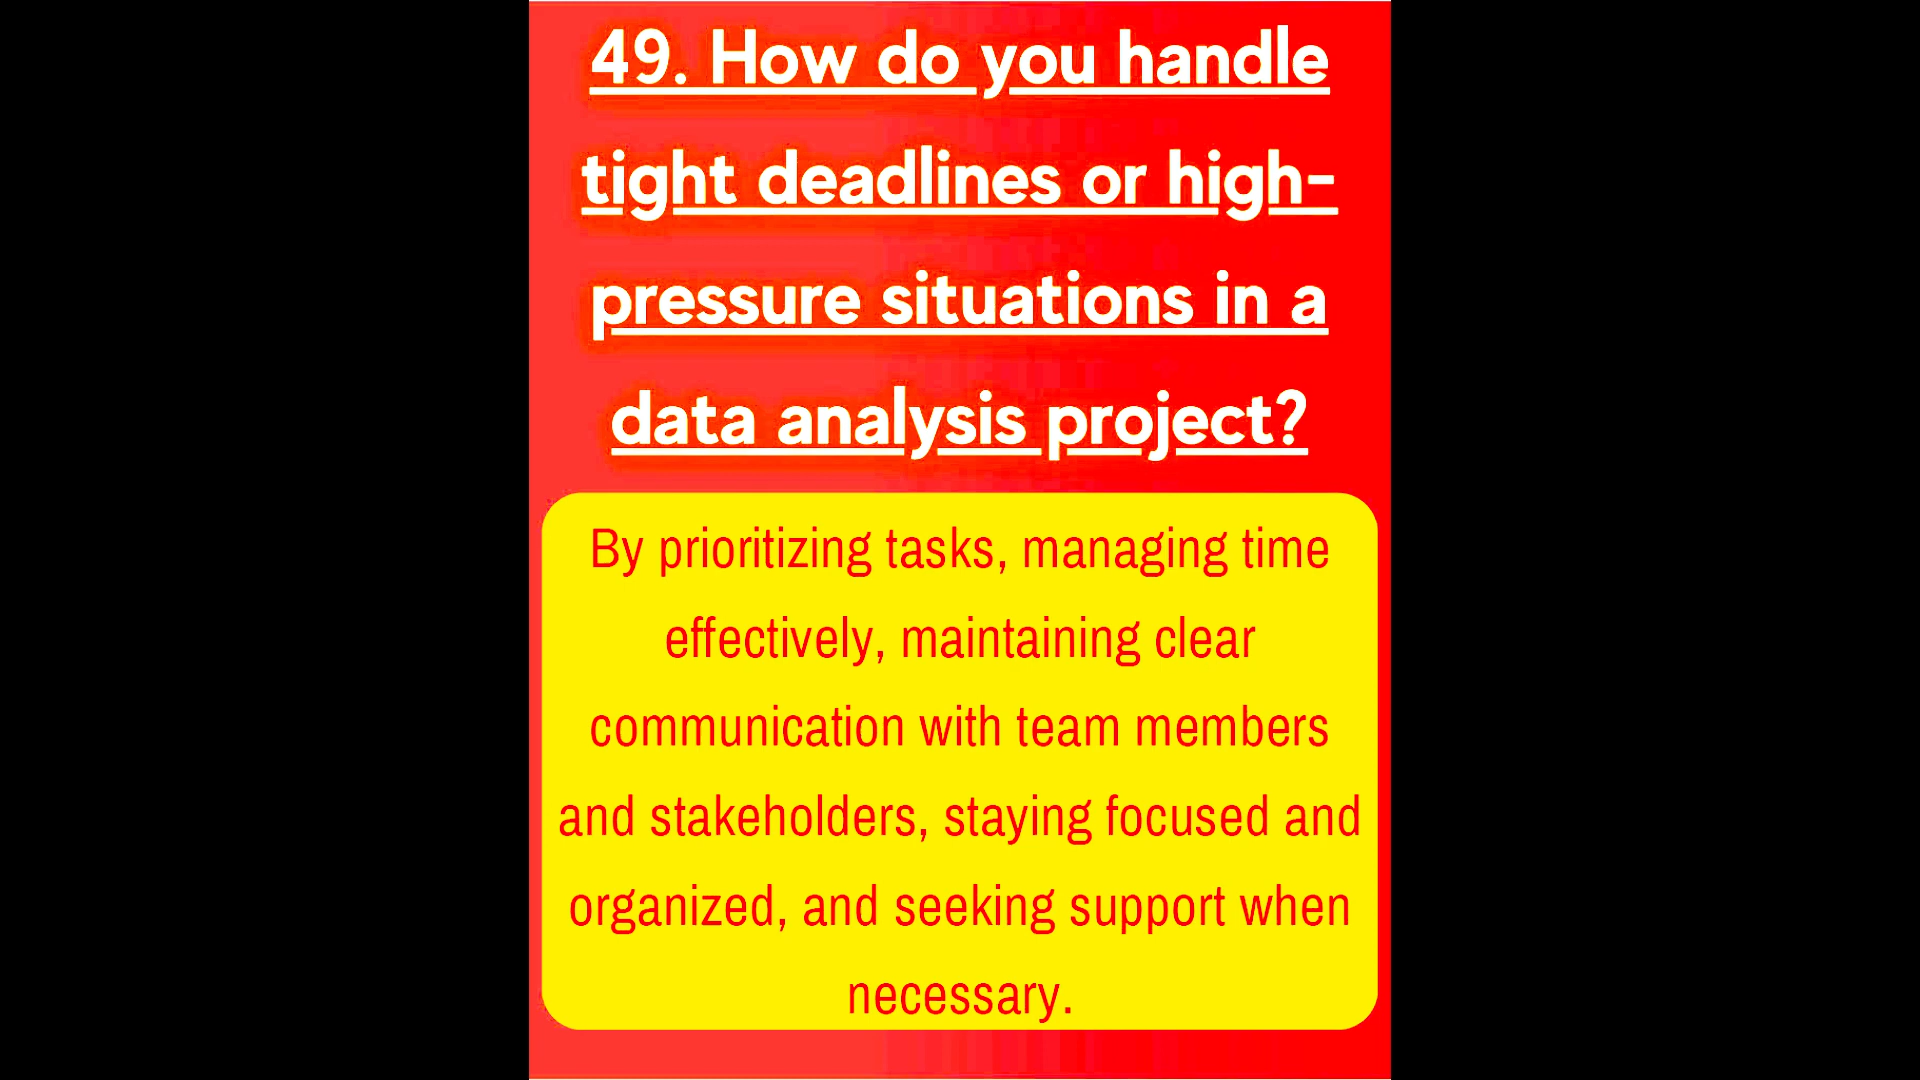 49. How do you handle
tight deadlines or high-
pressure situations in a
data analysis project?
By prioritizing tasks, managing time
effectively, maintaining clear
communication with team members
and stakeholders, staying focused and
organized, and seeking support when
necessary.